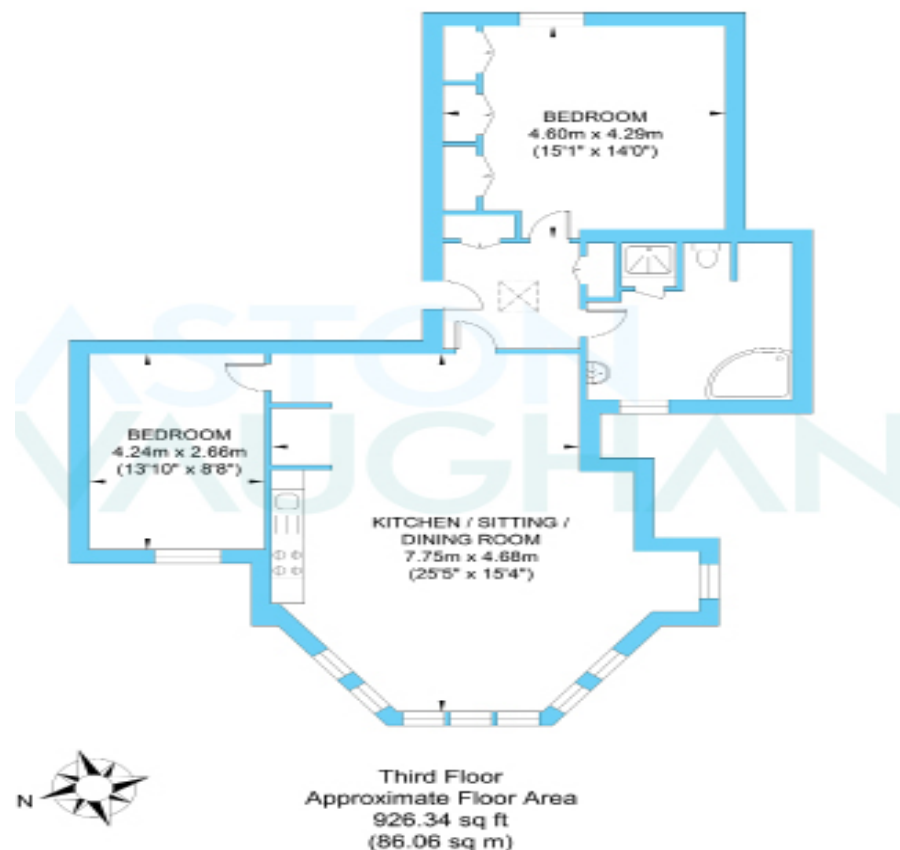 BEDROOM
4.60m x 4.29m
(15'1" x 14'0")
ASTON
VAUGHAN
BEDROOM
4.24m x 2.66m
(13'10" x 8'8")
KITCHEN / SITTING /
DINING ROOM
7.75m x 4.68m
(25'5" x 15'4")
N
Third Floor
Approximate Floor Area
926.34 sq ft
(86.06 sq m)